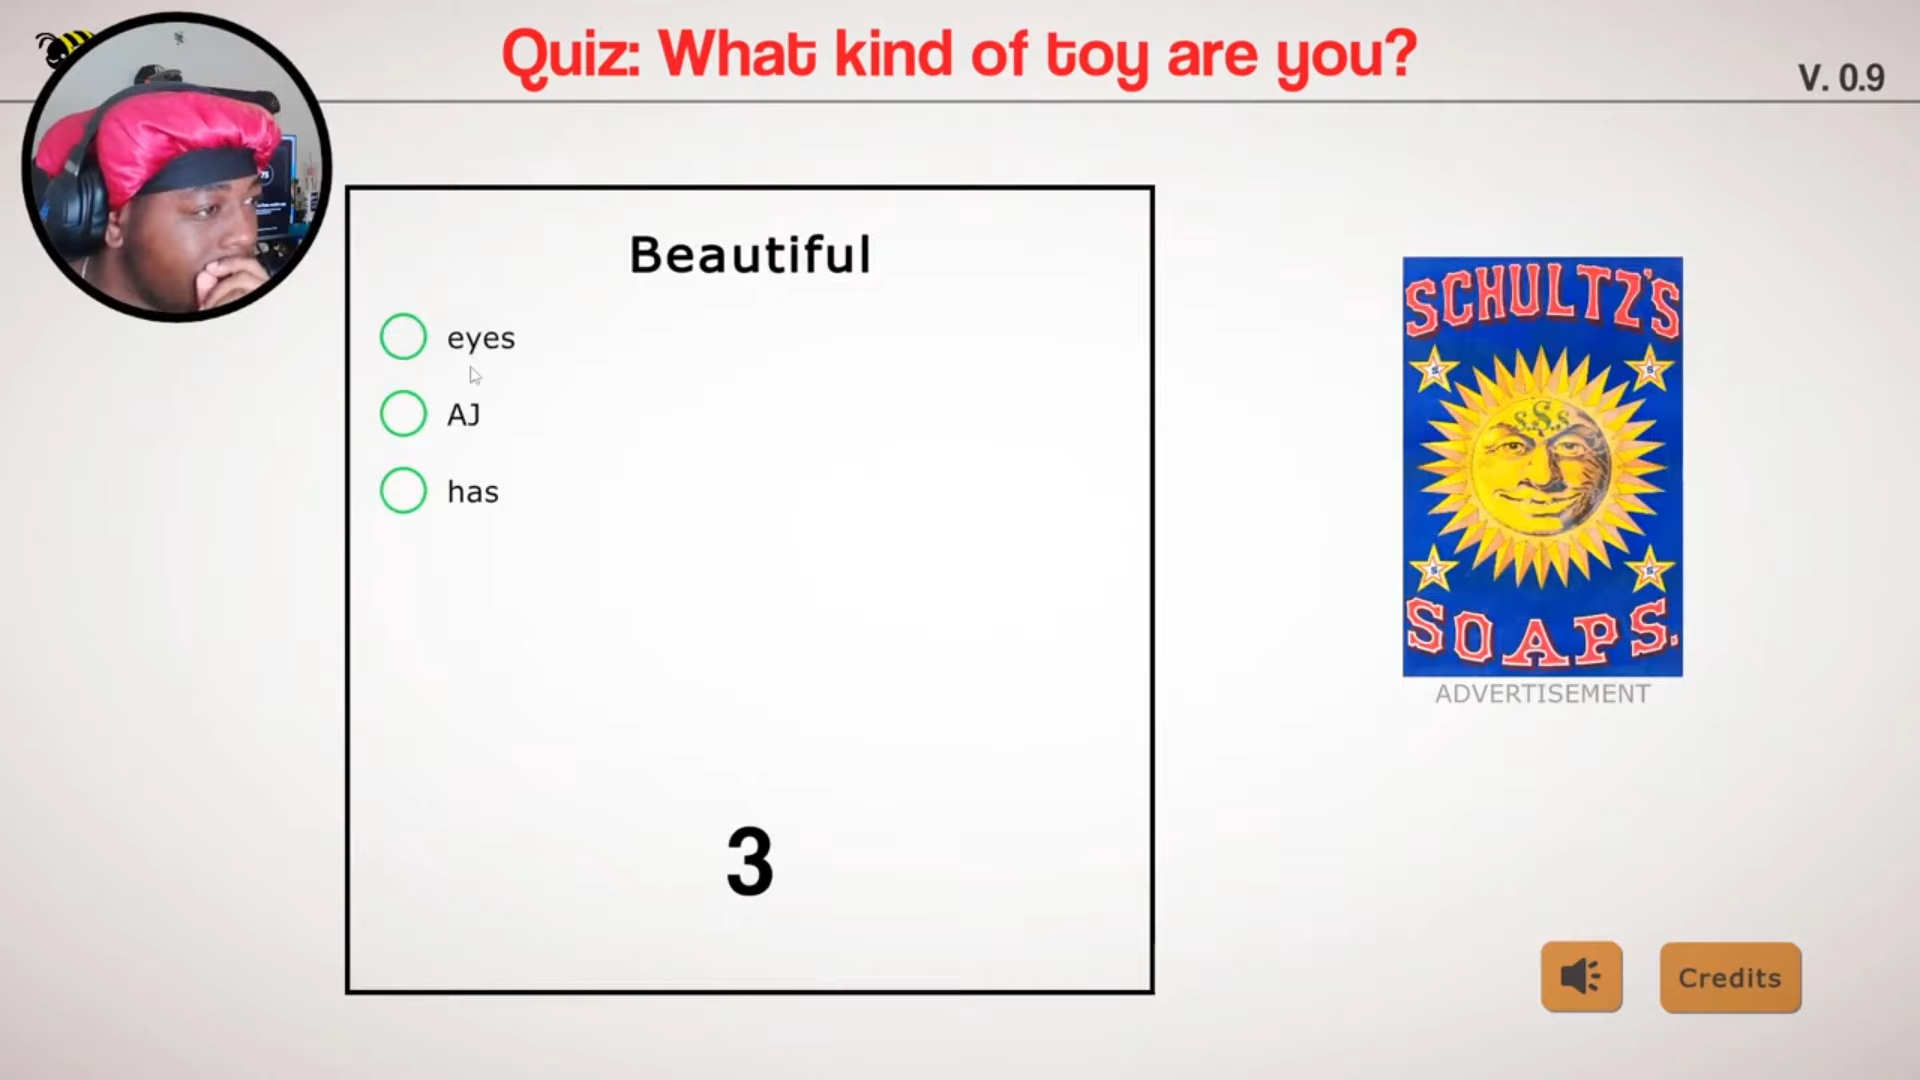 Quiz: What kind of toy are you?
V. 0.9
Beautiful
eyes
AJ
has
3
SCHULTZ'S
S S
S.S.S
S S
SOAPS.
ADVERTISEMENT
Credits